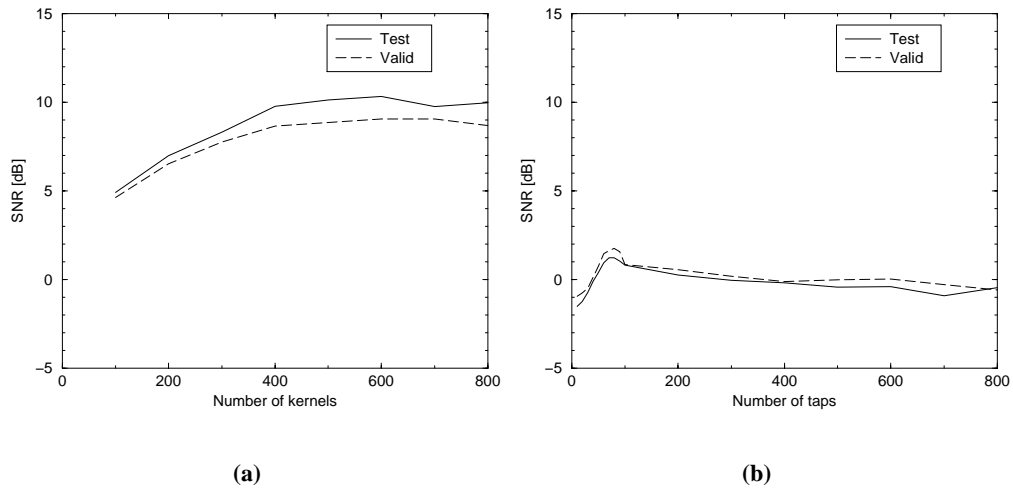 15
10
5
0
−5
SNR [dB]
0
200
400
600
800
Number of kernels
Test
Valid
(a)
15
10
5
0
−5
SNR [dB]
0
200
400
600
800
Number of taps
Test
Valid
(b)